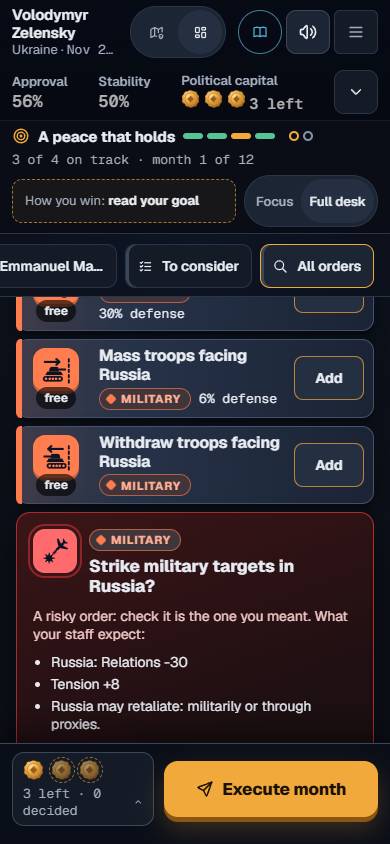 Volodymyr
Zelensky
Ukraine · Nov 2…
Approval
56%
Stability
50%
Political capital
3 left
A peace that holds
3 of 4 on track · month 1 of 12
How you win: read your goal
Focus
Full desk
Emmanuel Ma…
To consider
All orders
free
30% defense
Mass troops facing
Russia
free
MILITARY 6% defense
Add
Withdraw troops facing
Russia
free
MILITARY
Add
MILITARY
Strike military targets in
Russia?
A risky order: check it is the one you meant. What
your staff expect:
• Russia: Relations -30
• Tension +8
• Russia may retaliate: militarily or through
proxies.
3 left · 0
decided
Execute month